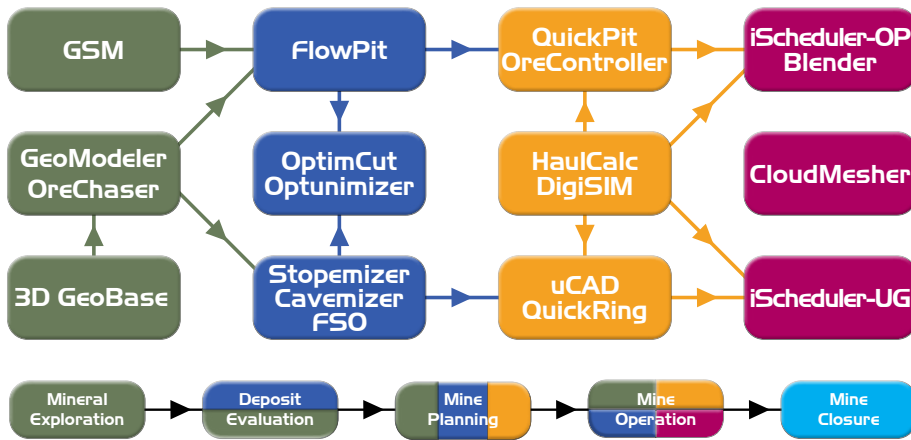 GSM
FlowPit
QuickPit
OreController
iScheduler-OP
Blender
GeoModeler
OreChaser
OptimCut
Optunimizer
HaulCalc
DigiSIM
CloudMesher
3D GeoBase
Stopemizer
Cavemizer
FSO
uCAD
QuickRing
iScheduler-UG
Mineral
Exploration
Deposit
Evaluation
Mine
Planning
Mine
Operation
Mine
Closure